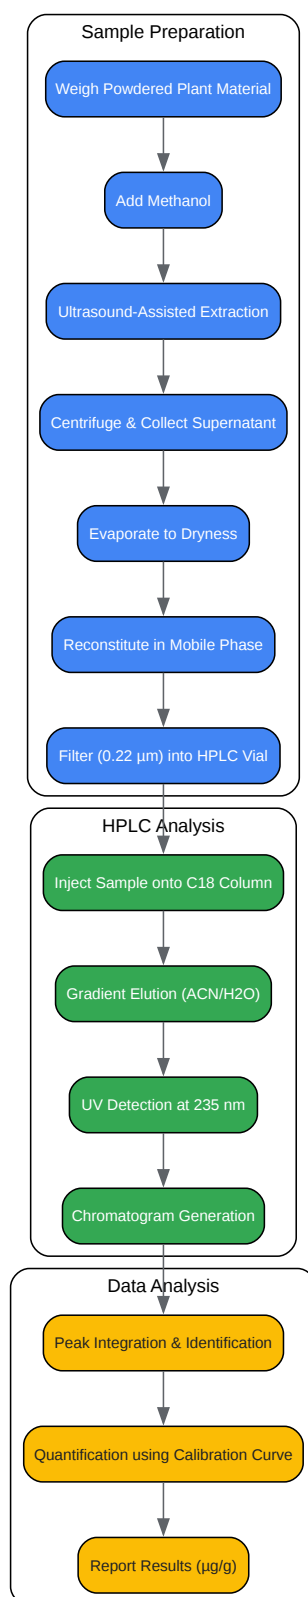 Sample Preparation
Weigh Powdered Plant Material
Add Methanol
Ultrasound-Assisted Extraction
Centrifuge & Collect Supernatant
Evaporate to Dryness
Reconstitute in Mobile Phase
Filter (0.22 µm) into HPLC Vial
HPLC Analysis
Inject Sample onto C18 Column
Gradient Elution (ACN/H2O)
UV Detection at 235 nm
Chromatogram Generation
Data Analysis
Peak Integration & Identification
Quantification using Calibration Curve
Report Results (µg/g)